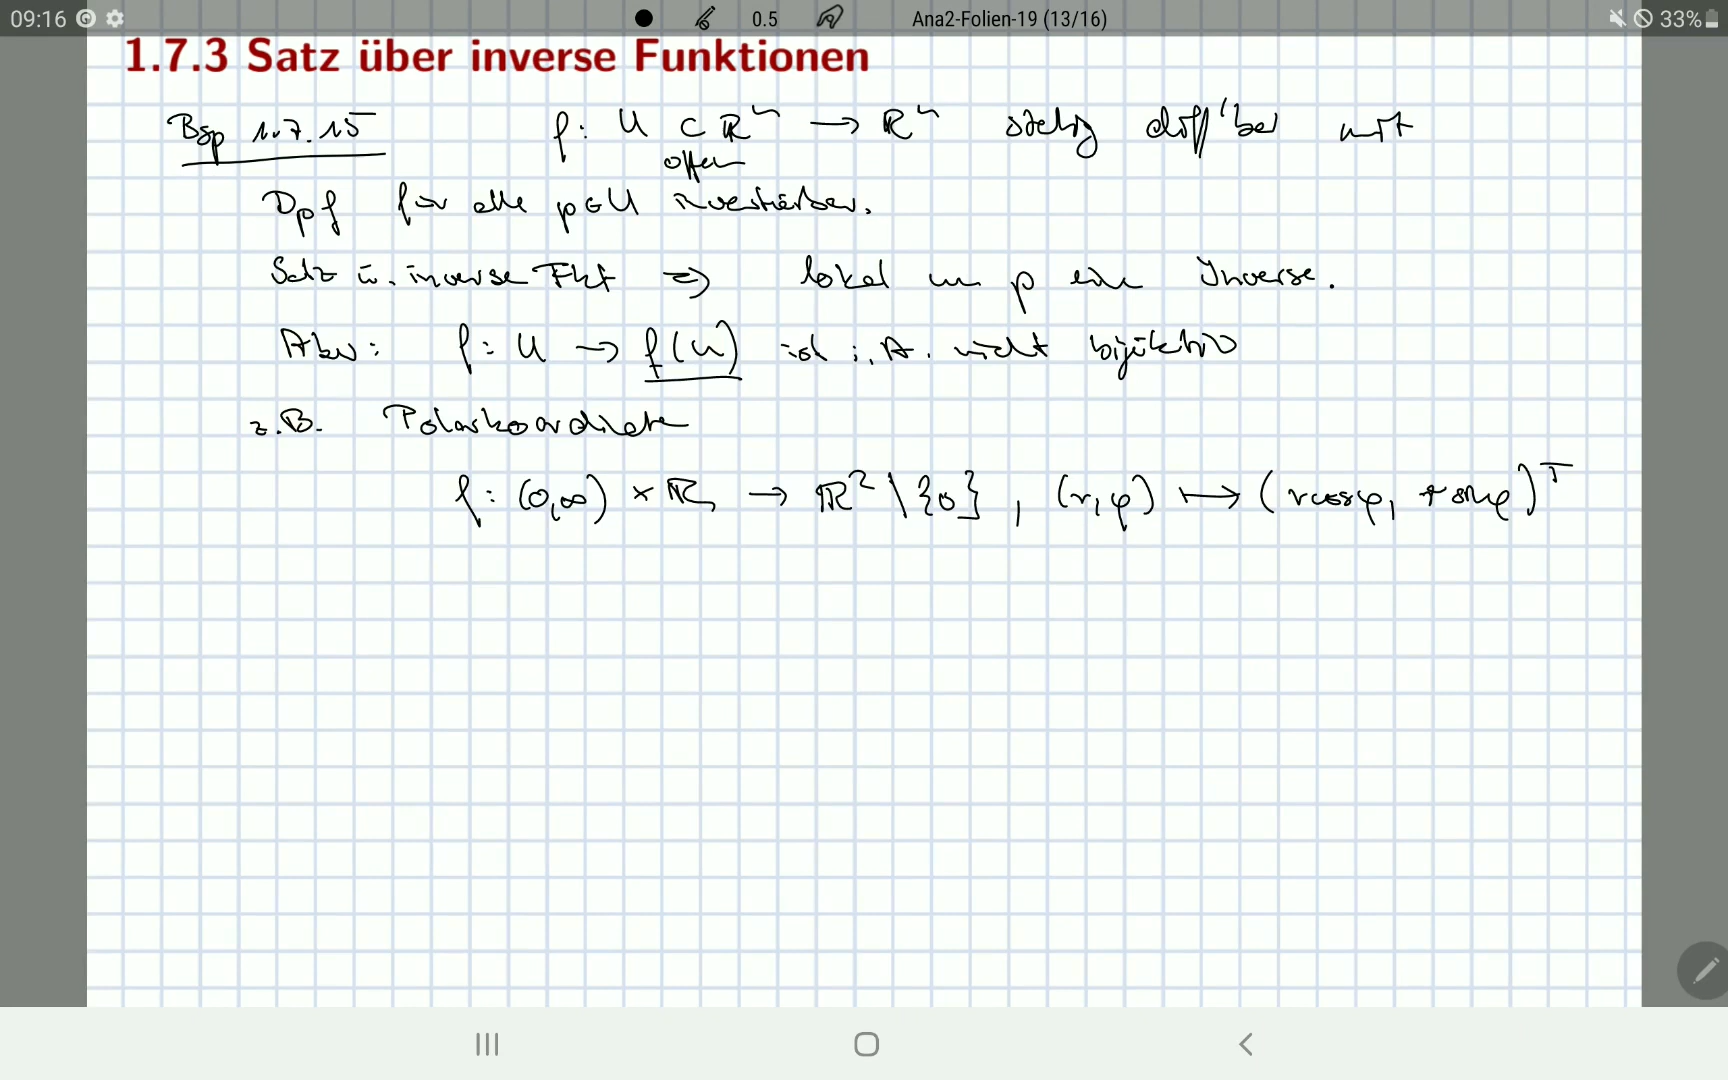 09:16 0.5 Ana2-Folien-19 (13/16) 33%
1.7.3 Satz über inverse Funktionen
Bsp 1.7.15 f: U ⊂ ℝⁿ → ℝⁿ stetig diff'bar mit
offen
Dₚf für alle p∈U invertierbar.
Satz ü. inverse Fkt ⇒ lokal um p eine Inverse.
Aber: f: U → f(U) ist i.A. nicht bijektiv
z.B. Polarkoordinaten
f: (0,∞) × ℝ → ℝ² \ {0}, (r,φ) ↦ (r cosφ, r sinφ)ᵀ